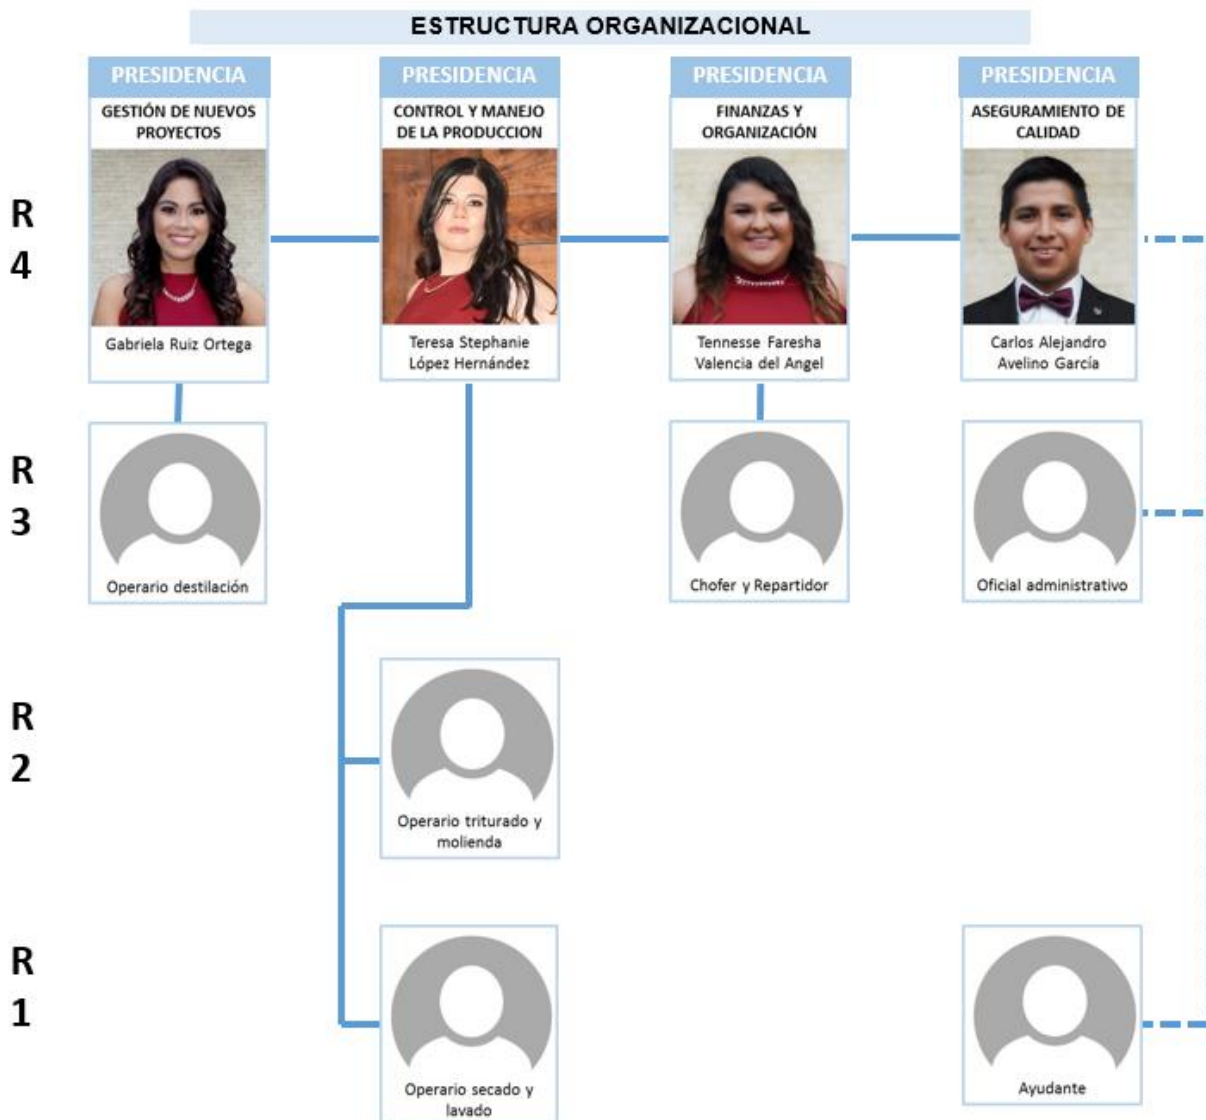 ESTRUCTURA ORGANIZACIONAL
PRESIDENCIA
GESTIÓN DE NUEVOS
PROYECTOS
Gabriela Ruiz Ortega
PRESIDENCIA
CONTROL Y MANEJO
DE LA PRODUCCION
Teresa Stephanie
López Hernández
PRESIDENCIA
FINANZAS Y
ORGANIZACIÓN
Tennesse Faresha
Valencia del Angel
PRESIDENCIA
ASEGURAMIENTO DE
CALIDAD
Carlos Alejandro
Avelino García
R
4
R
3
Operario destilación
Chofer y Repartidor
Oficial administrativo
R
2
Operario triturado y
molienda
R
1
Operario secado y
lavado
Ayudante